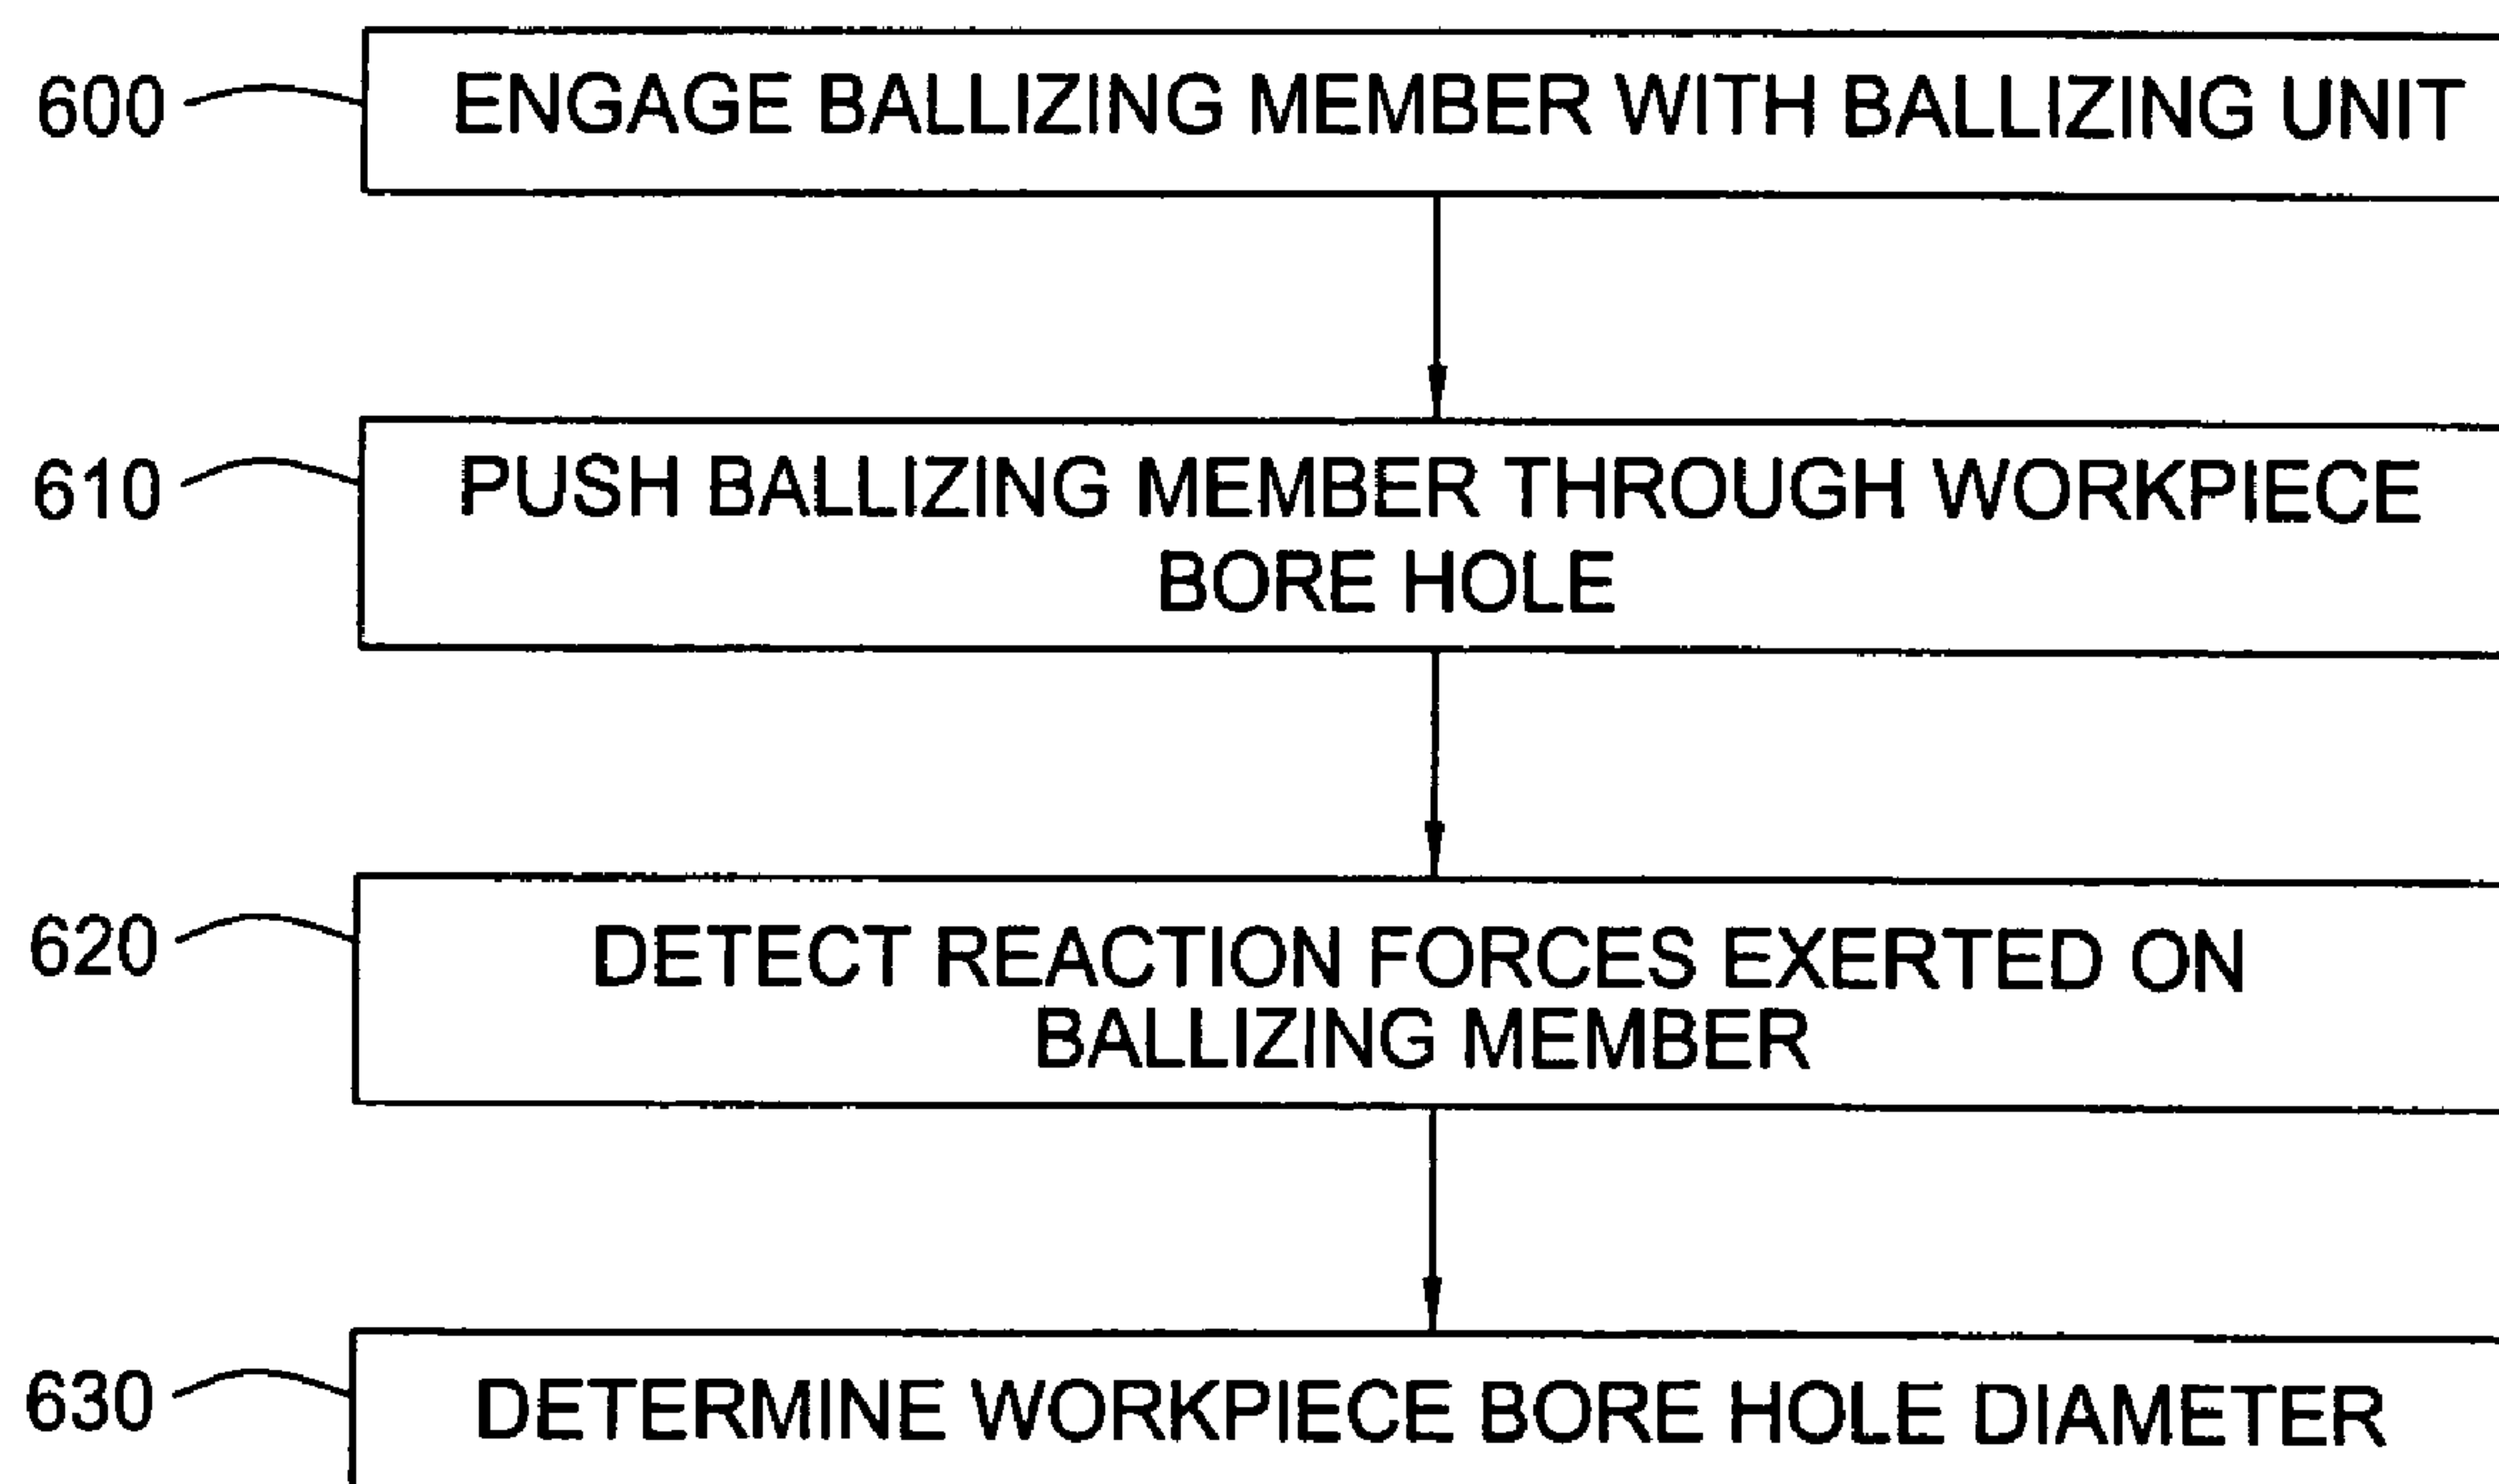 600
ENGAGE BALLIZING MEMBER WITH BALLIZING UNIT
610
PUSH BALLIZING MEMBER THROUGH WORKPIECE
BORE HOLE
620
DETECT REACTION FORCES EXERTED ON
BALLIZING MEMBER
630
DETERMINE WORKPIECE BORE HOLE DIAMETER